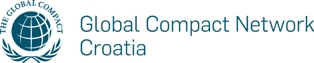 THE GLOBAL COMPACT
Global Compact Network
Croatia